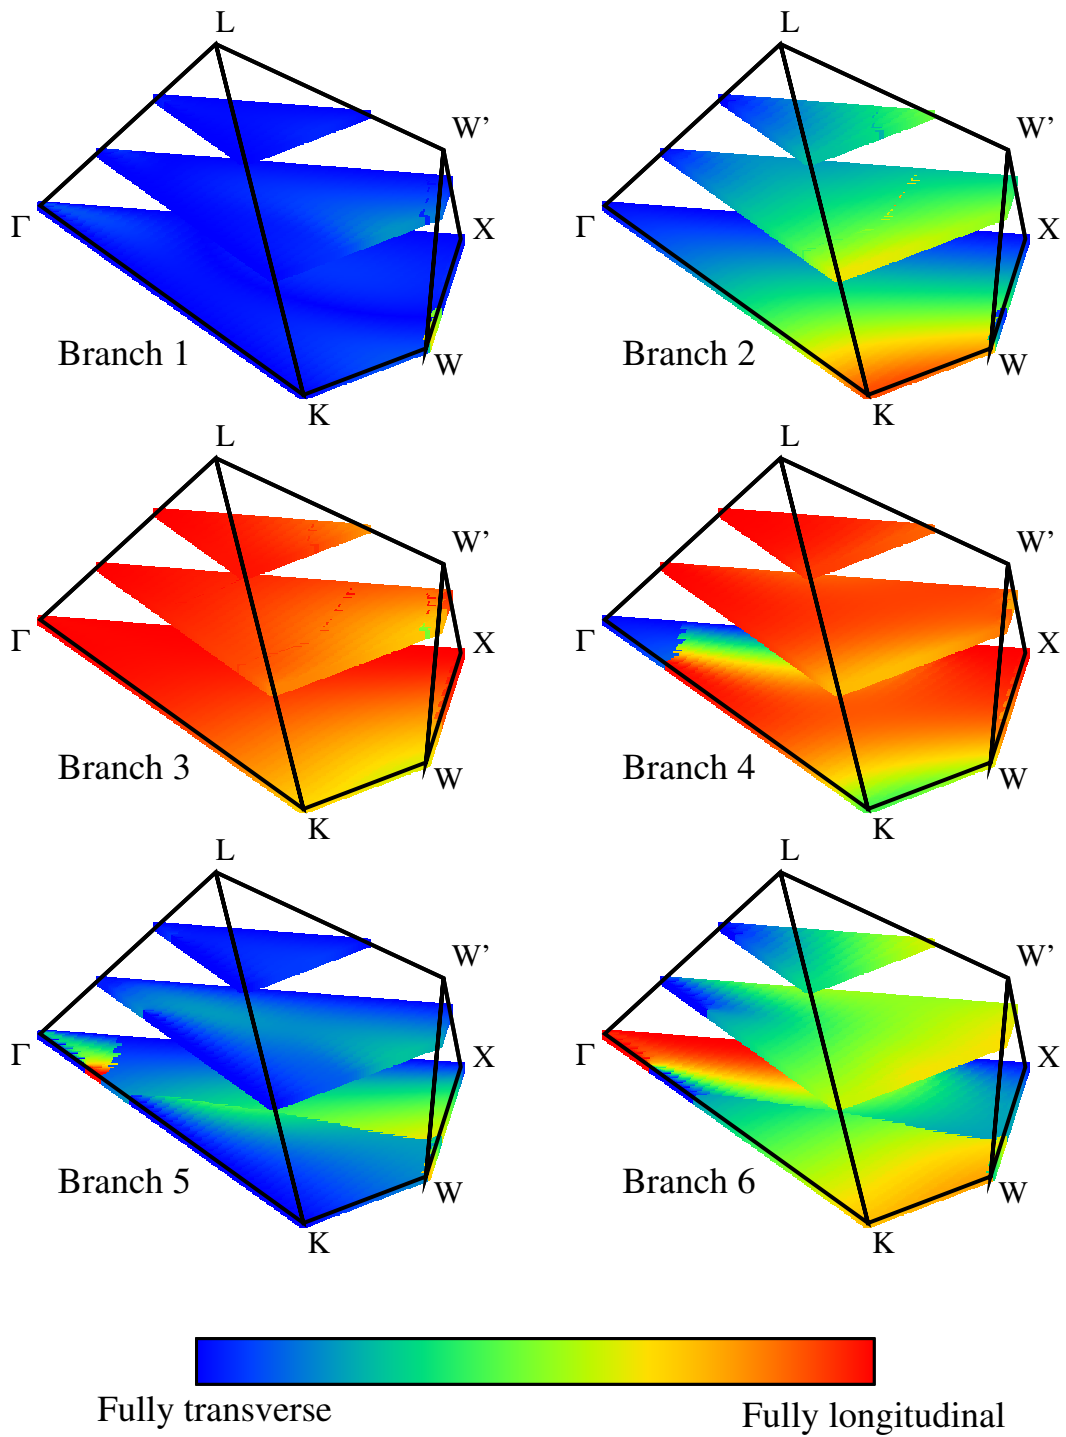 L
L
W'
W'
Γ
X
Γ
X
Branch 1
W
Branch 2
W
K
K
L
L
W'
W'
Γ
X
Γ
X
Branch 3
W
Branch 4
W
K
K
L
L
W'
W'
Γ
X
Γ
X
Branch 5
W
Branch 6
W
K
K
Fully transverse
Fully longitudinal